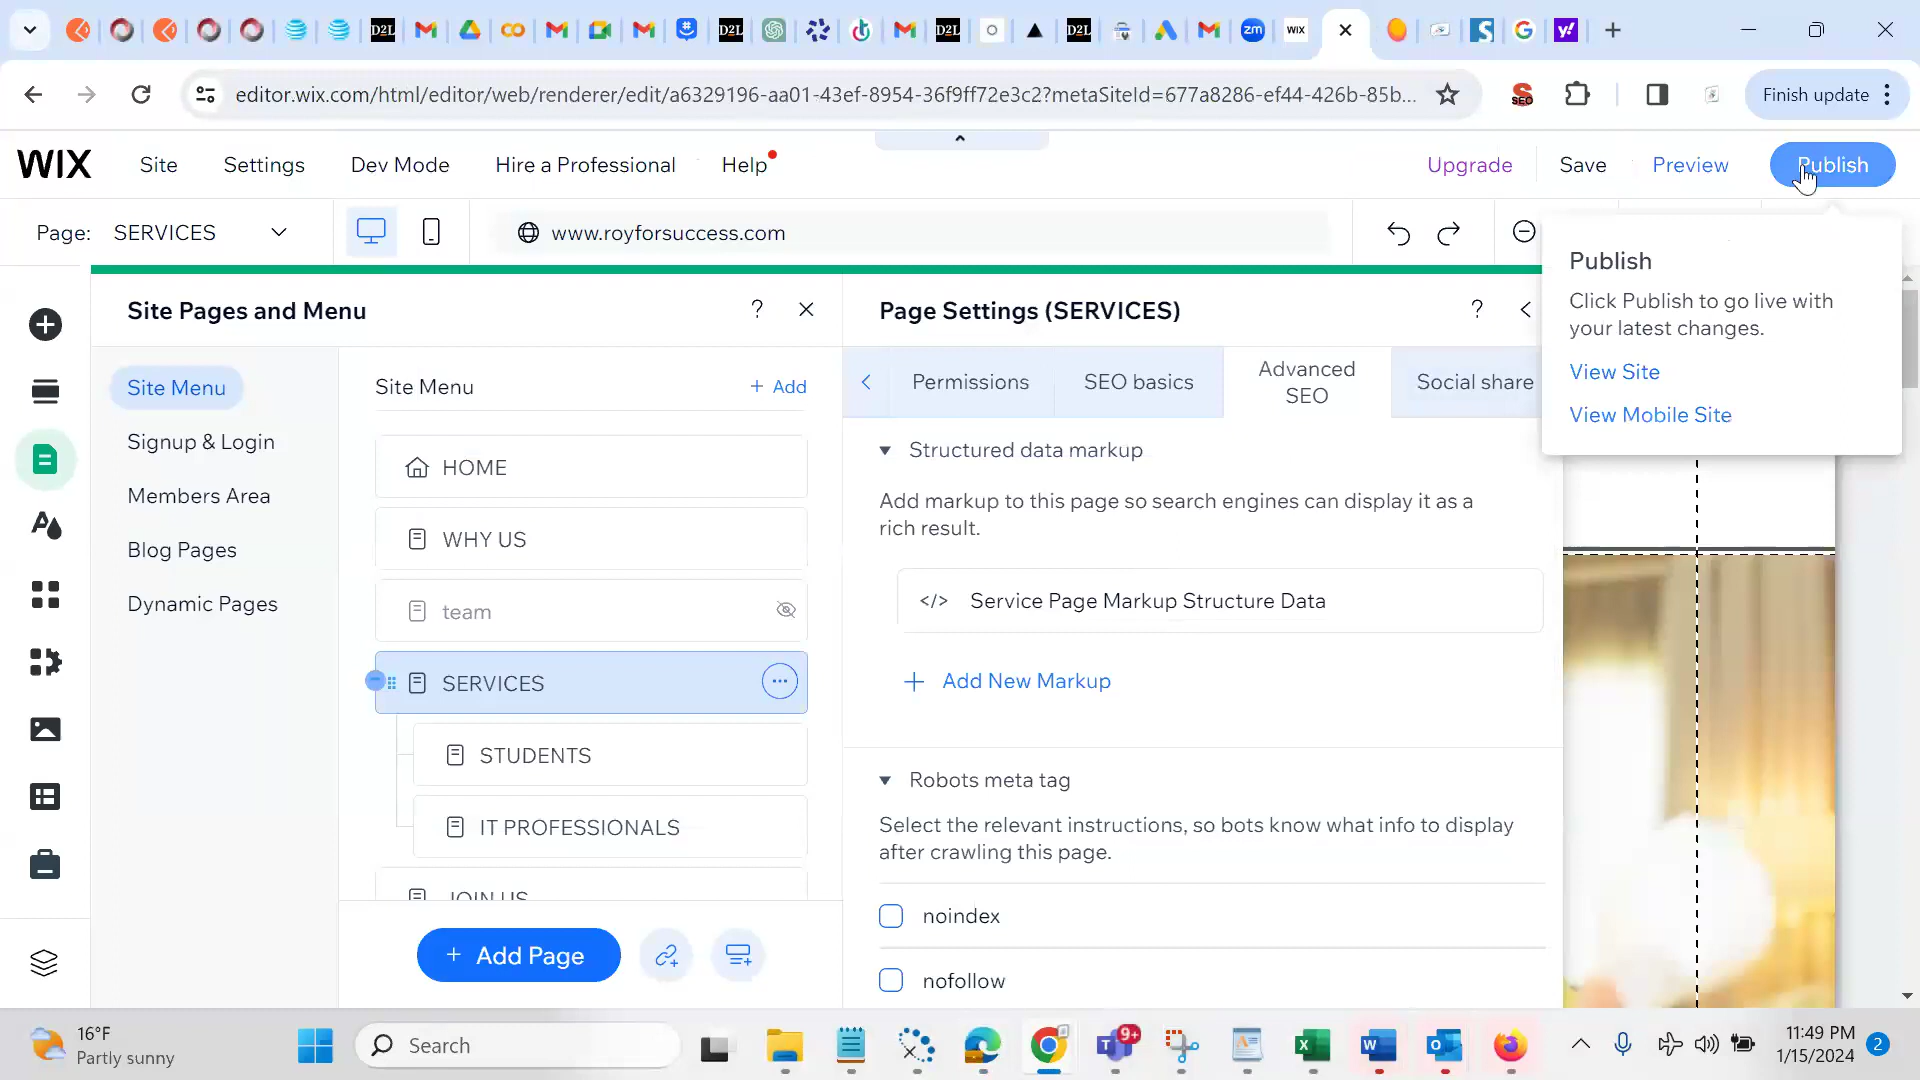 editor.wix.com/html/editor/web/renderer/edit/a6329196-aa01-43ef-8954-36f9ff72e3c2?metaSiteId=677a8286-ef44-426b-85b...
Finish update
WIX
Site
Settings
Dev Mode
Hire a Professional
Help
Upgrade
Save
Preview
Publish
Page: SERVICES
www.royforsuccess.com
Publish
Click Publish to go live with
your latest changes.
View Site
View Mobile Site
Site Pages and Menu
?
Page Settings (SERVICES)
?
Site Menu
Signup & Login
Members Area
Blog Pages
Dynamic Pages
Site Menu
+ Add
HOME
WHY US
team
SERVICES
STUDENTS
IT PROFESSIONALS
JOIN US
+ Add Page
Permissions
SEO basics
Advanced
SEO
Social share
Structured data markup
Add markup to this page so search engines can display it as a
rich result.
</> Service Page Markup Structure Data
+ Add New Markup
Robots meta tag
Select the relevant instructions, so bots know what info to display
after crawling this page.
noindex
nofollow
16°F
Partly sunny
Search
9+
11:49 PM
1/15/2024
2